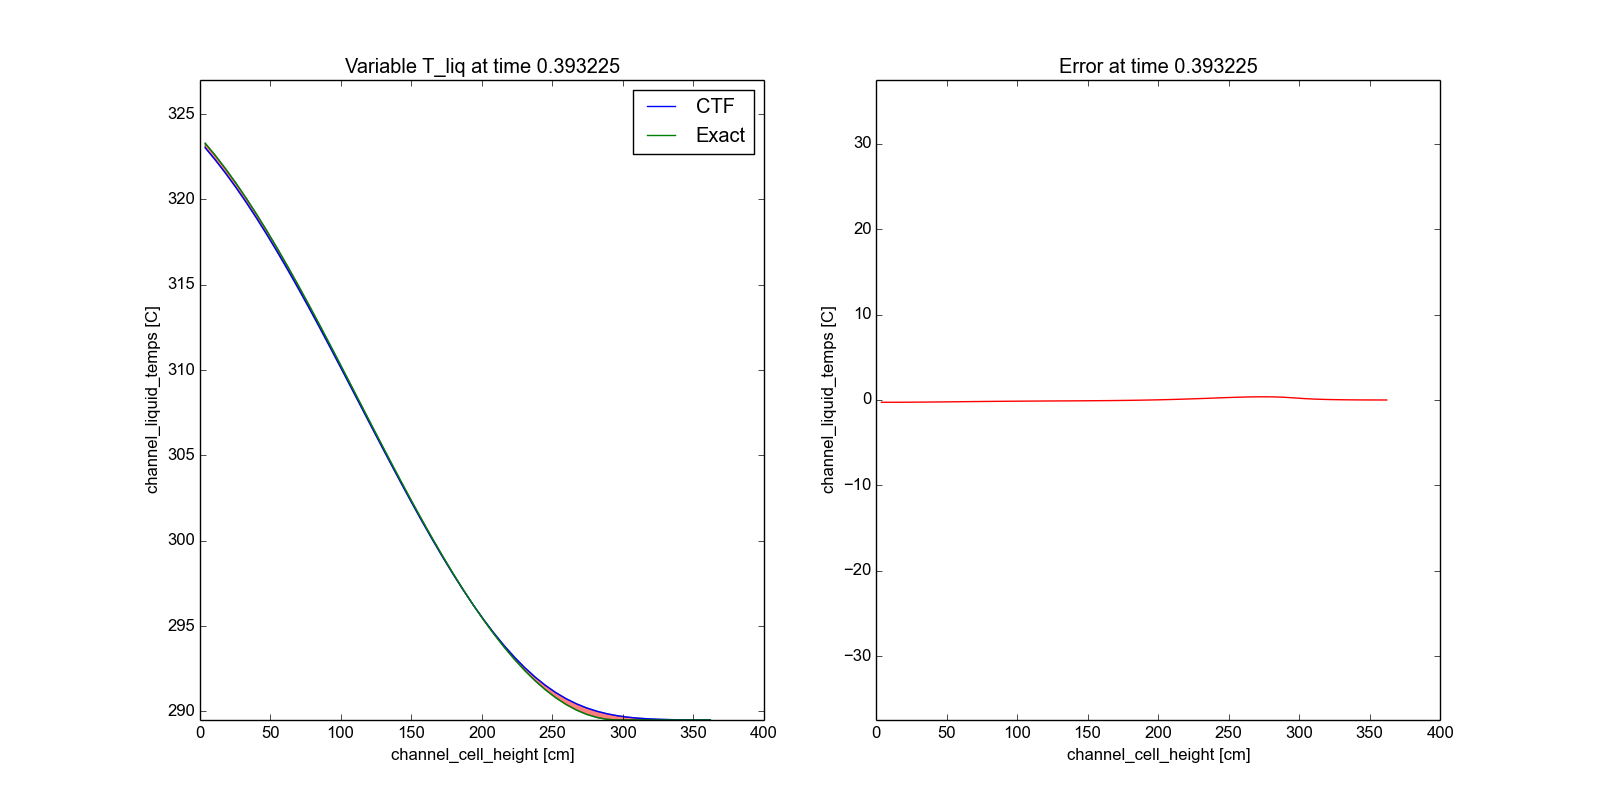 Variable T_liq at time 0.393225
CTF
Exact
325
320
315
310
305
300
295
290
channel_liquid_temps [C]
0 50 100 150 200 250 300 350 400
channel_cell_height [cm]
Error at time 0.393225
30
20
10
0
−10
−20
−30
channel_liquid_temps [C]
0 50 100 150 200 250 300 350 400
channel_cell_height [cm]